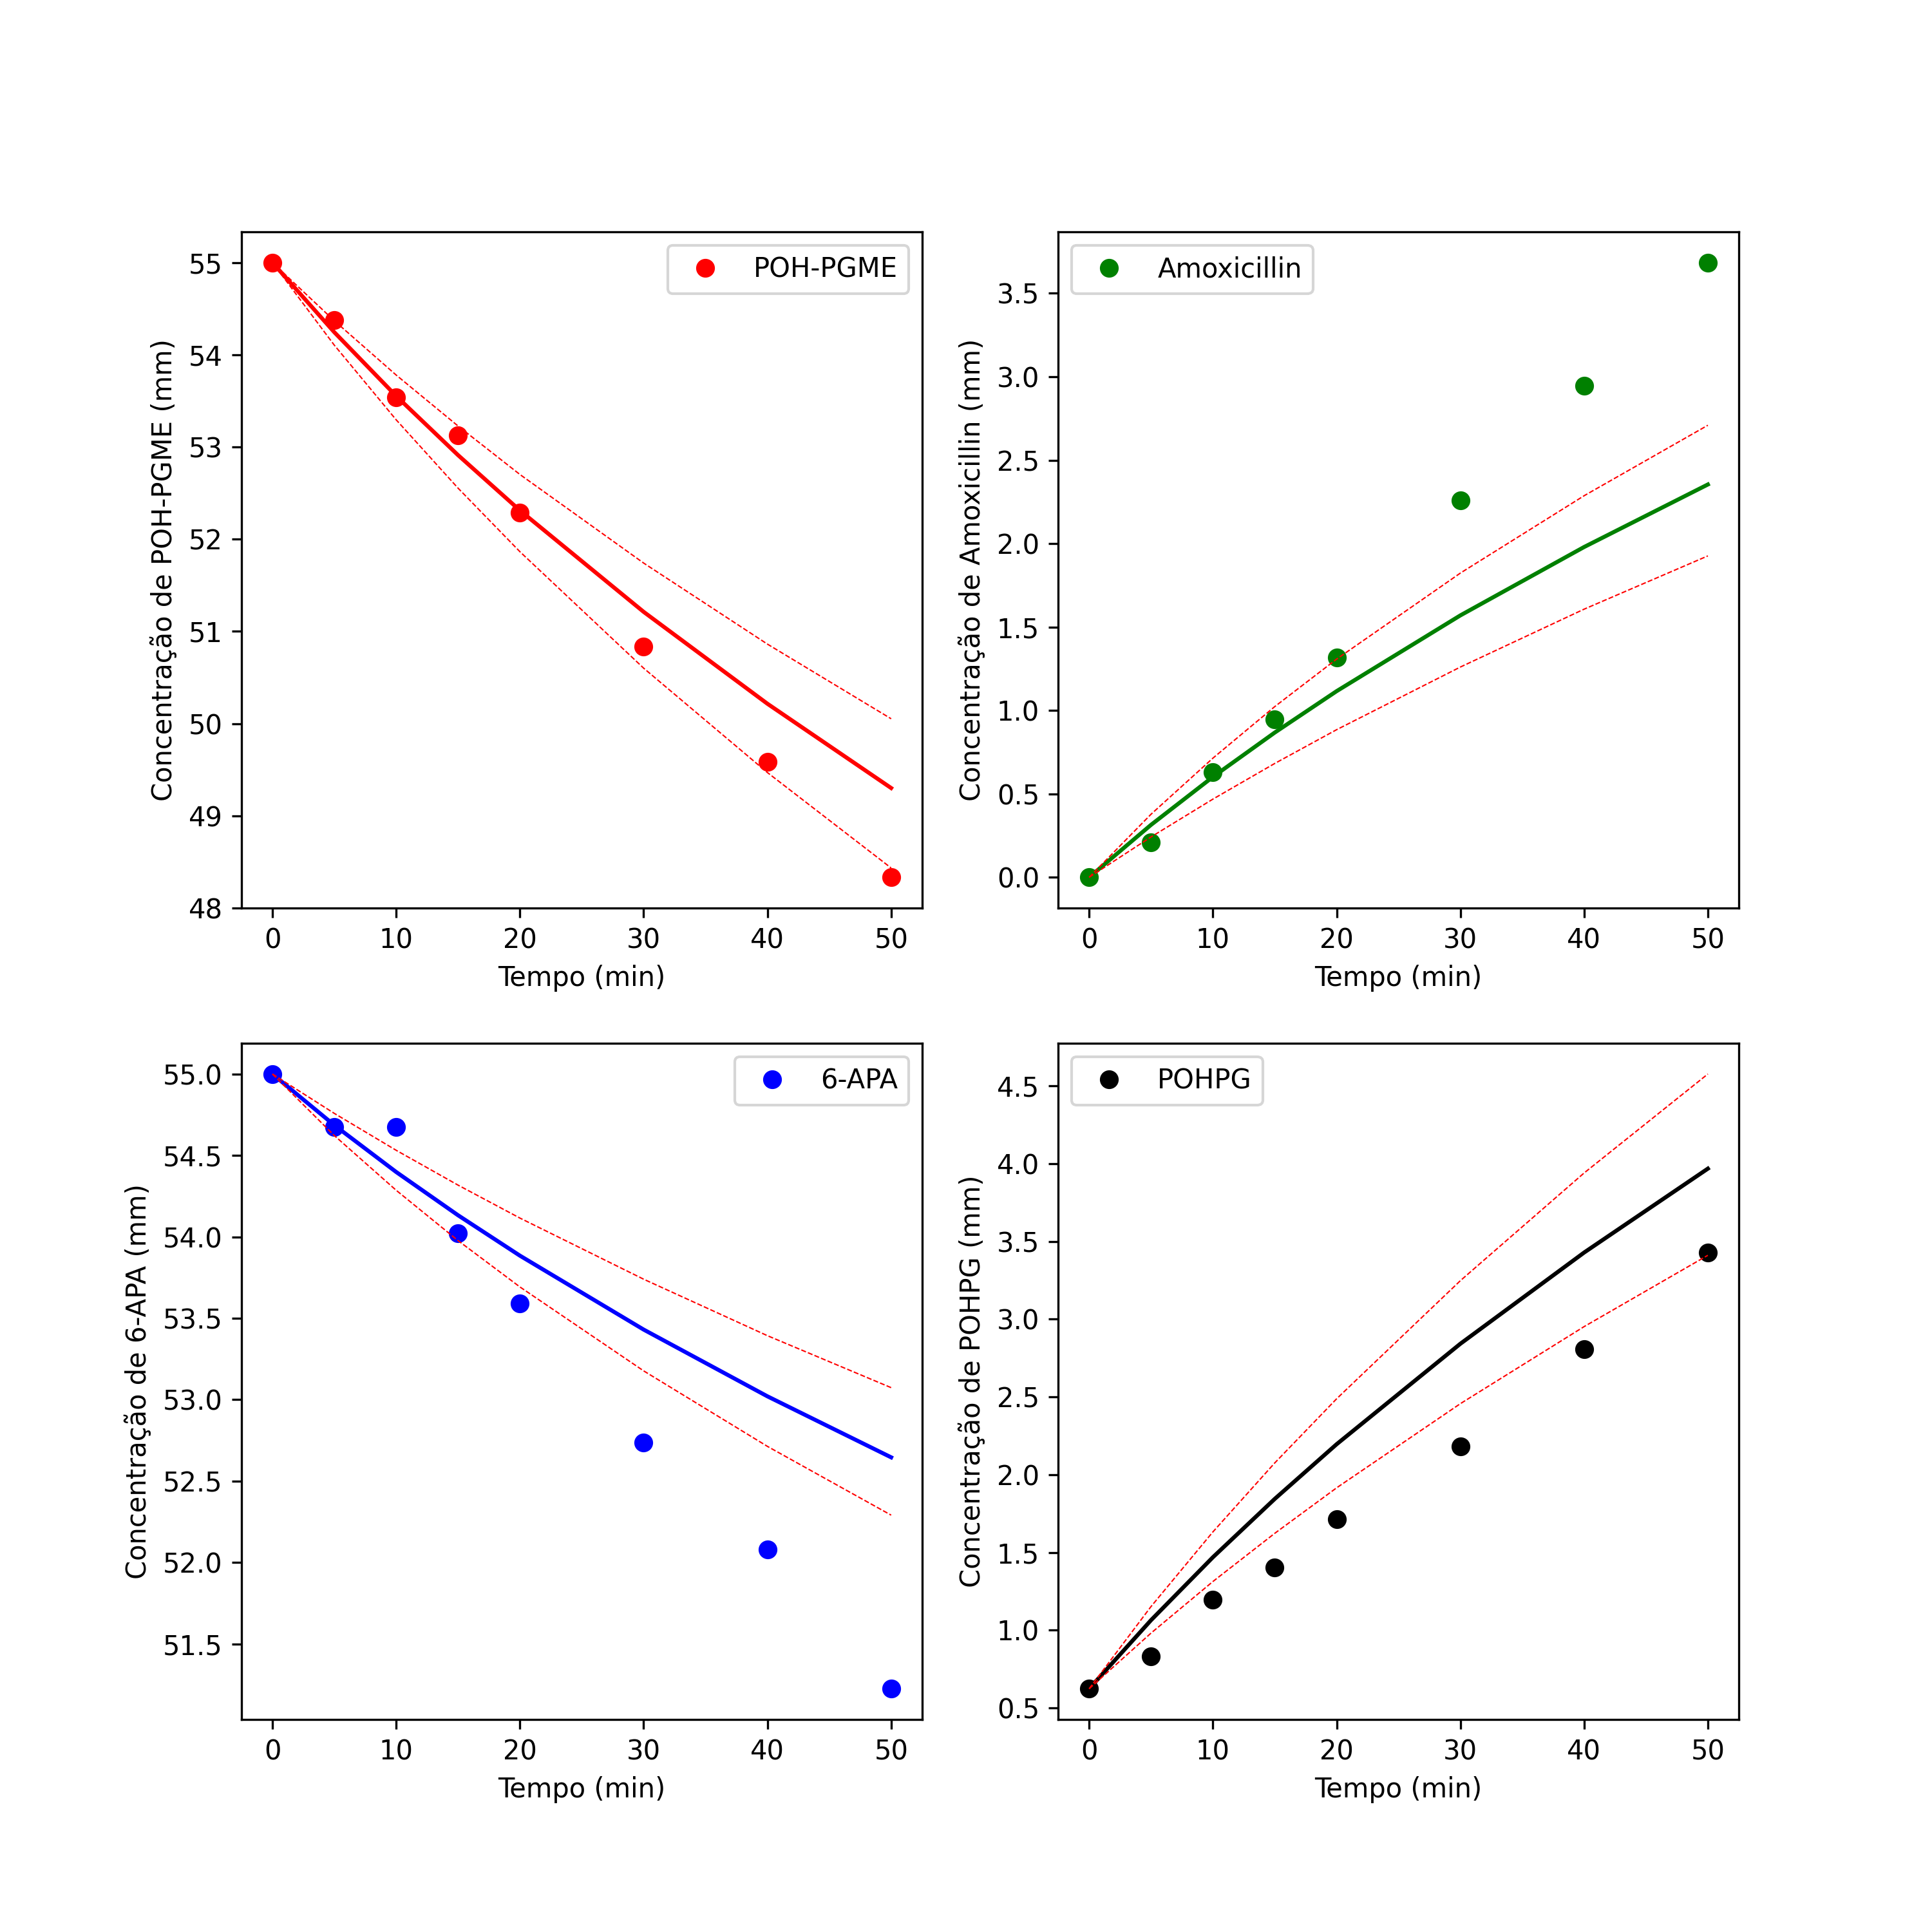 POH-PGME
Concentração de POH-PGME (mm)
55
54
53
52
51
50
49
48
0 10 20 30 40 50
Tempo (min)
Amoxicillin
Concentração de Amoxicillin (mm)
3.5
3.0
2.5
2.0
1.5
1.0
0.5
0.0
0 10 20 30 40 50
Tempo (min)
6-APA
Concentração de 6-APA (mm)
55.0
54.5
54.0
53.5
53.0
52.5
52.0
51.5
0 10 20 30 40 50
Tempo (min)
POHPG
Concentração de POHPG (mm)
4.5
4.0
3.5
3.0
2.5
2.0
1.5
1.0
0.5
0 10 20 30 40 50
Tempo (min)